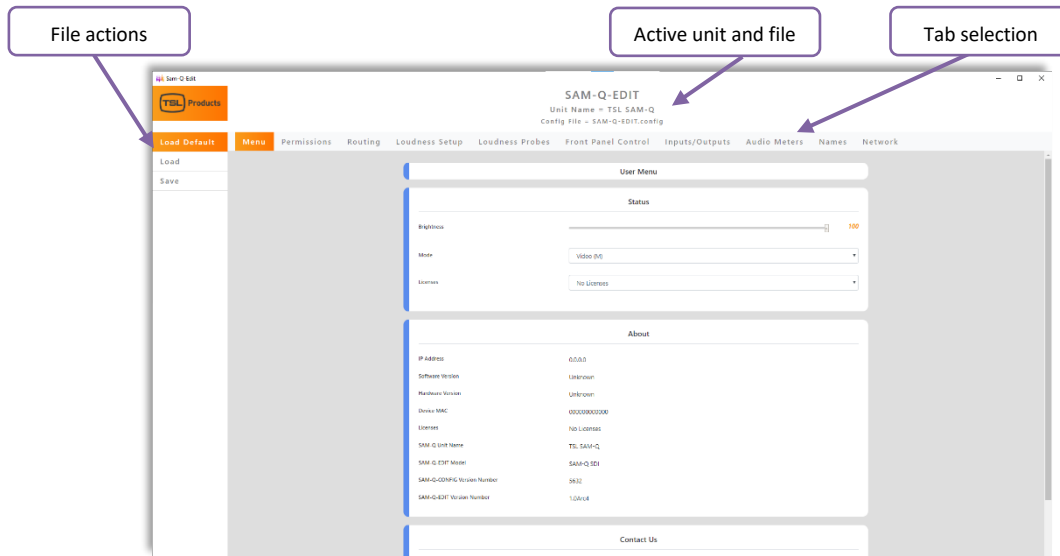 File actions
Active unit and file
Tab selection
Sam-Q-Edit
TSL Products
SAM-Q-EDIT
Unit Name = TSL SAM-Q
Config File = SAM-Q-EDIT.config
Load Default
Load
Save
Menu Permissions Routing Loudness Setup Loudness Probes Front Panel Control Inputs/Outputs Audio Meters Names Network
User Menu
Status
Brightness 100
Mode Video (M)
Licenses No Licenses
About
IP Address 0.0.0.0
Software Version Unknown
Hardware Version Unknown
Device MAC 000000000000
Licenses No Licenses
SAM-Q Unit Name TSL SAM-Q
SAM-Q EDIT Model SAM-Q SDI
SAM-Q-CONFIG Version Number 5632
SAM-Q-EDIT Version Number
Contact Us